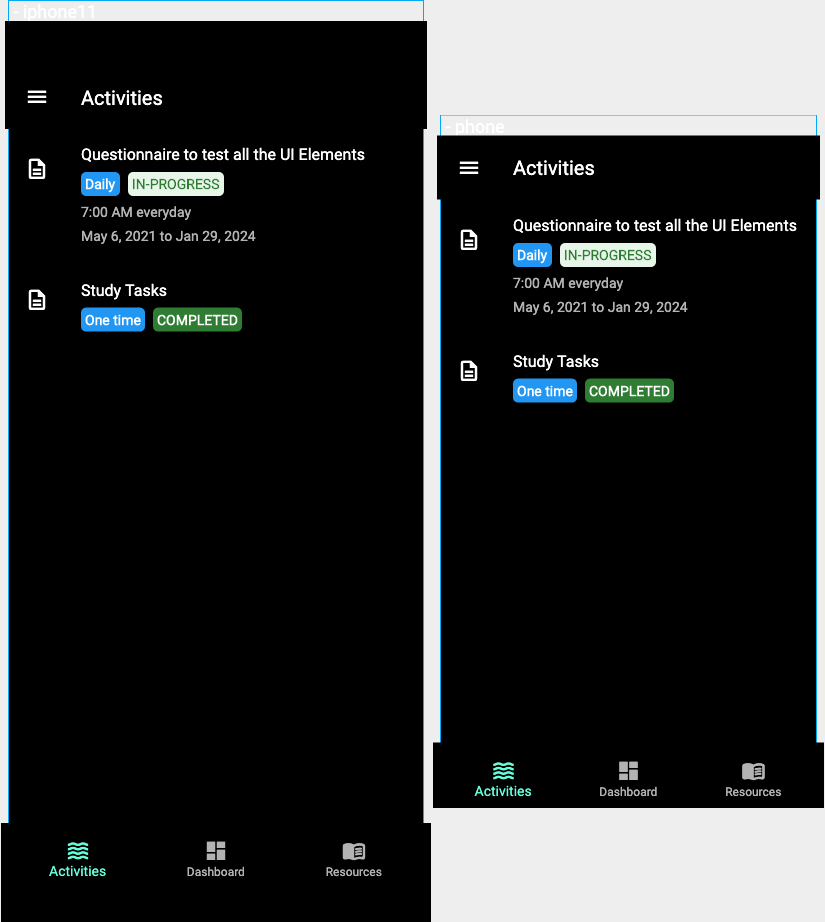 - iphone11
Activities
Questionnaire to test all the UI Elements
Daily IN-PROGRESS
7:00 AM everyday
May 6, 2021 to Jan 29, 2024
Study Tasks
One time COMPLETED
Activities Dashboard Resources
- phone
Activities
Questionnaire to test all the UI Elements
Daily IN-PROGRESS
7:00 AM everyday
May 6, 2021 to Jan 29, 2024
Study Tasks
One time COMPLETED
Activities Dashboard Resources